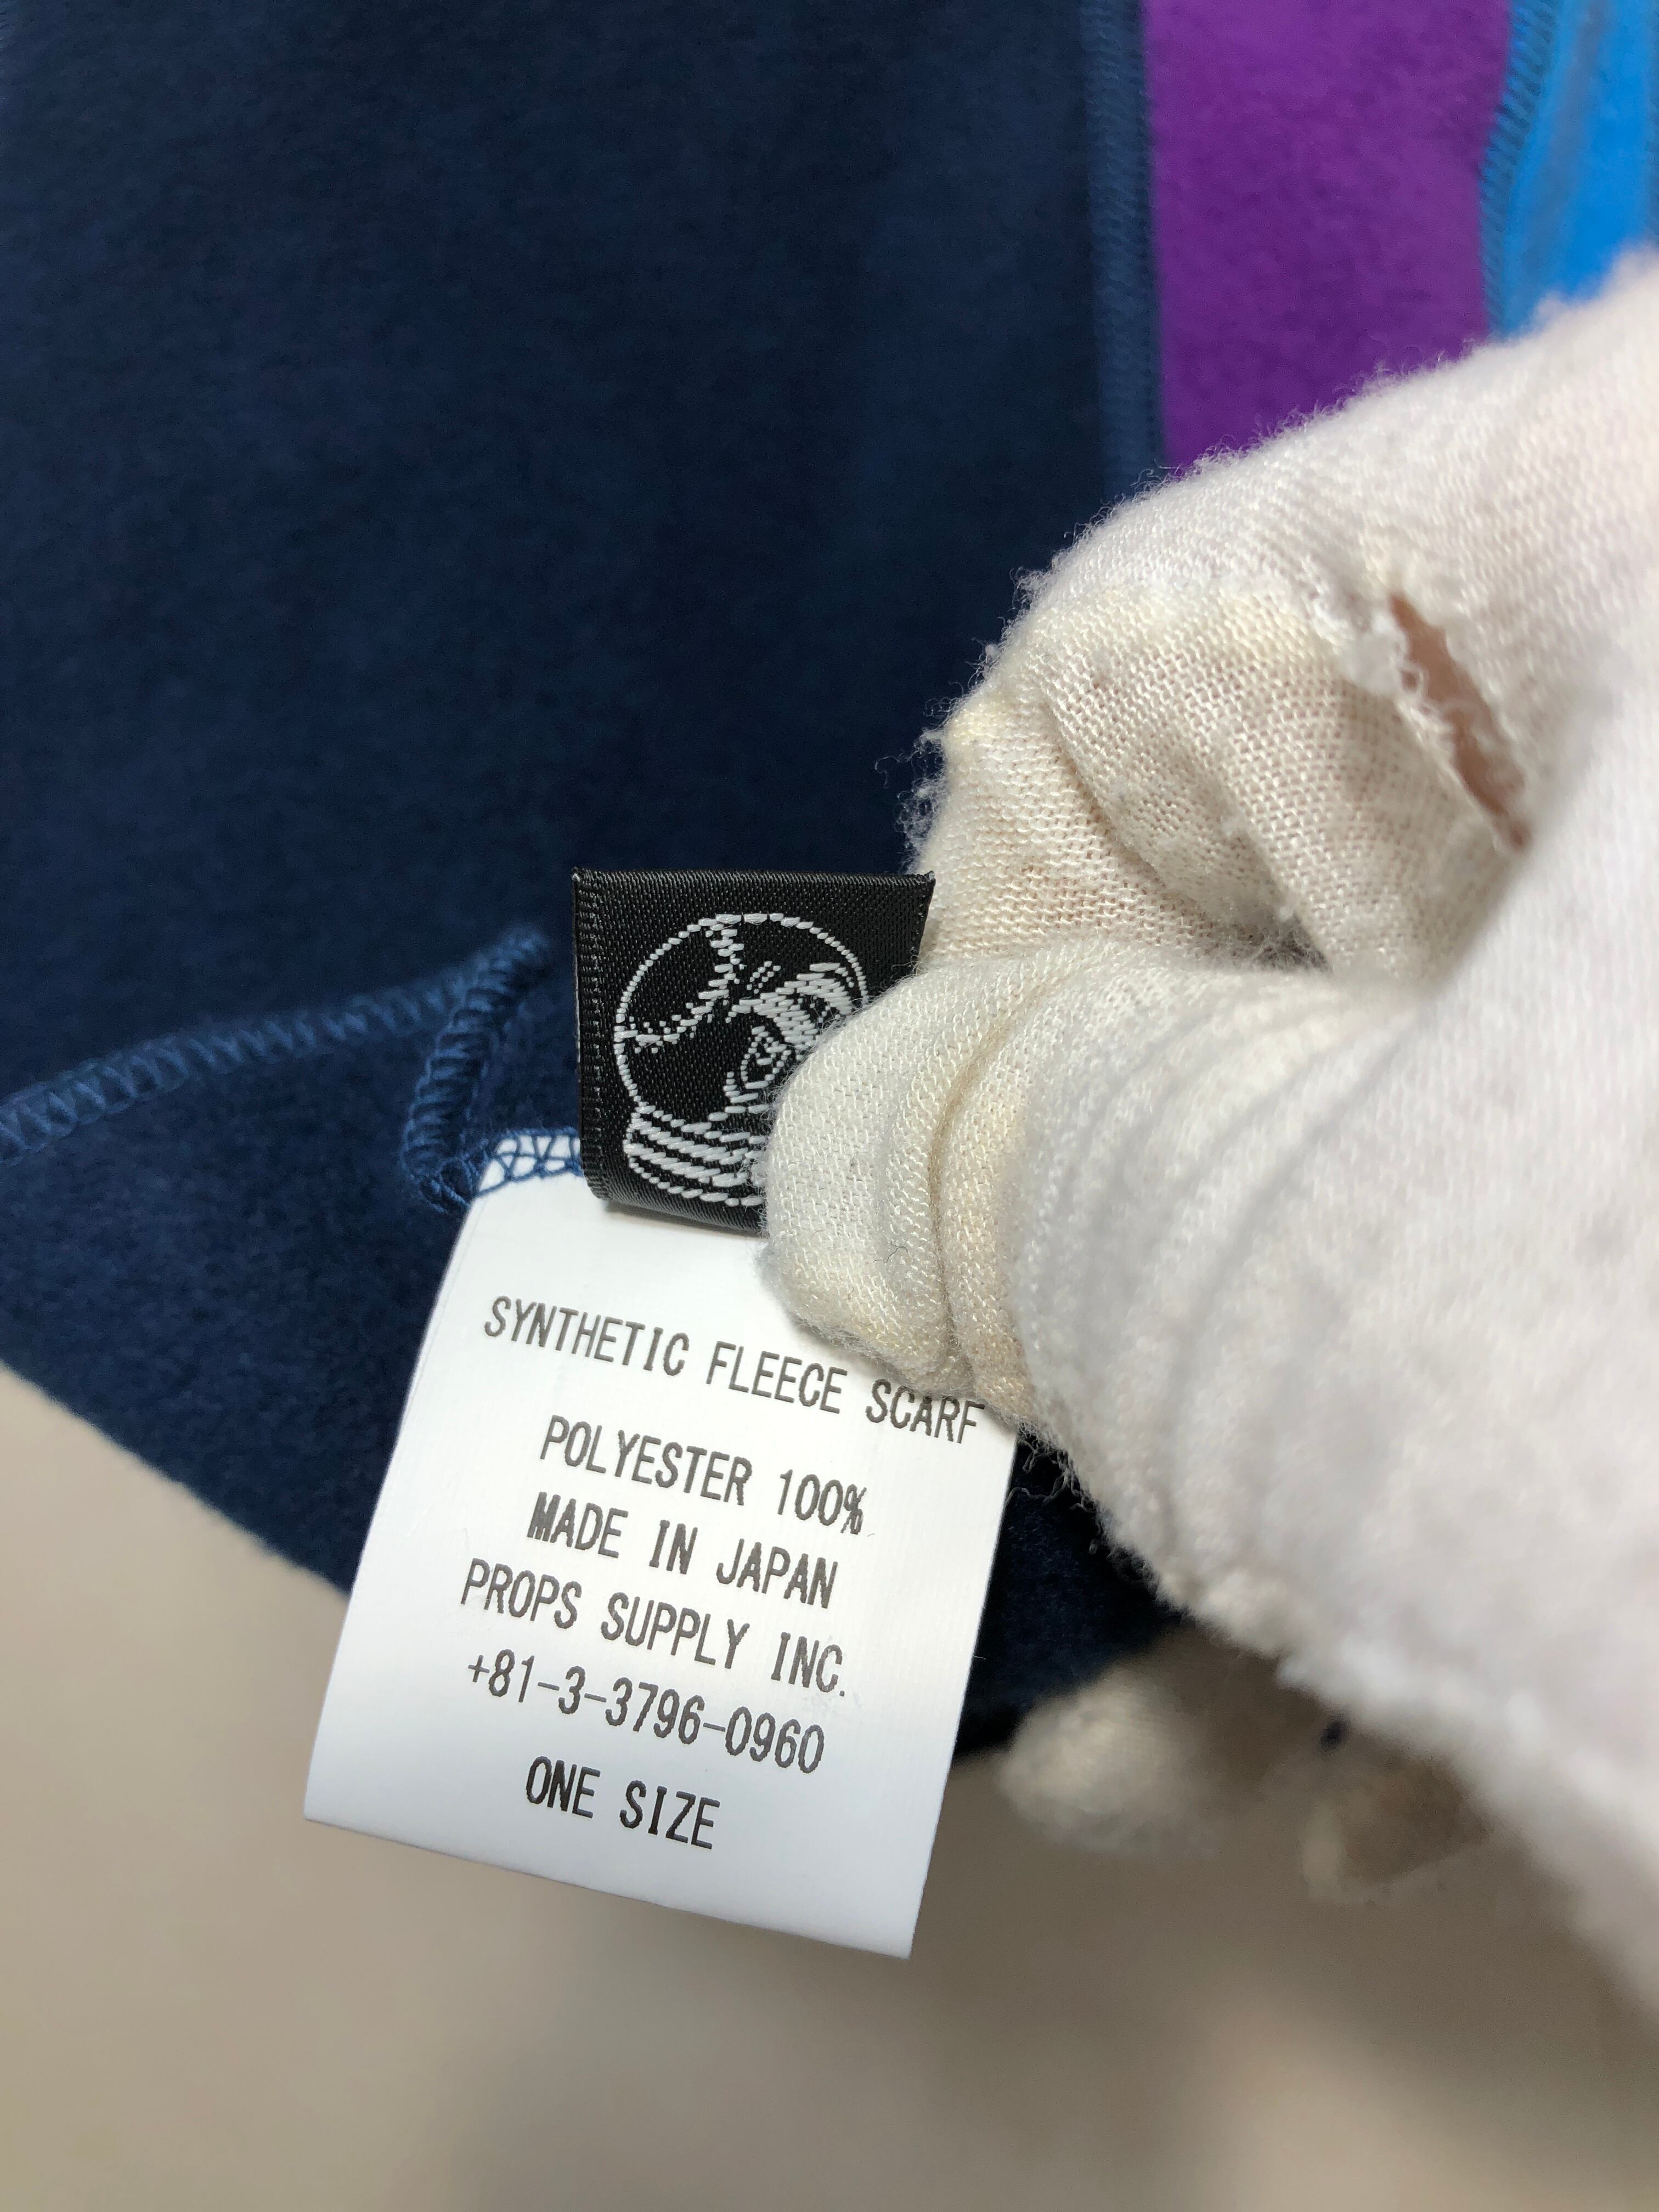 SYNTHETIC FLEECE SCARF
POLYESTER 100%
MADE IN JAPAN
PROPS SUPPLY INC.
+81-3-3796-0960
ONE SIZE